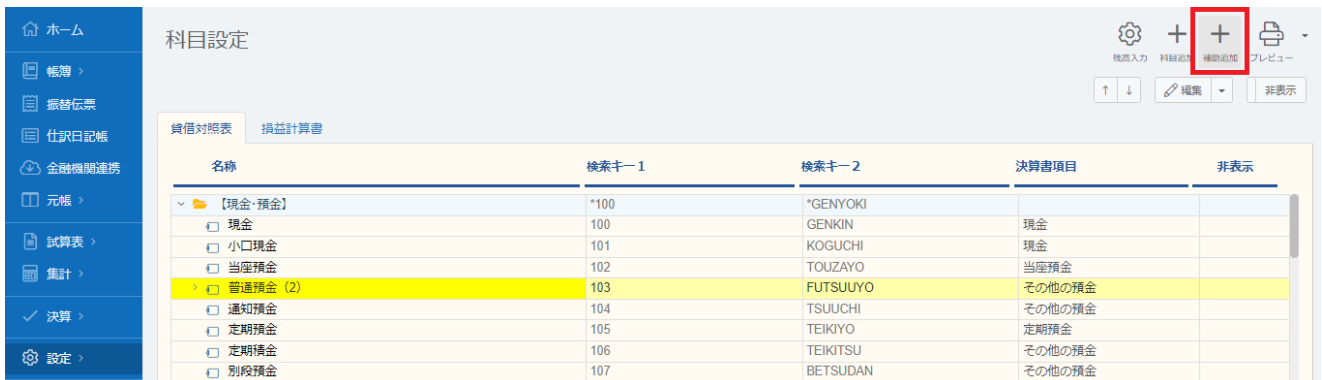 ホーム
帳簿
振替伝票
仕訳日記帳
金融機関連携
元帳
試算表
集計
決算
設定
科目設定
残高入力 科目追加 補助追加 プレビュー
↑ ↓ 編集 非表示
貸借対照表 損益計算書
名称 検索キー1 検索キー2 決算書項目 非表示
【現金・預金】 *100 *GENYOKI
現金 100 GENKIN 現金
小口現金 101 KOGUCHI 現金
当座預金 102 TOUZAYO 当座預金
普通預金（2） 103 FUTSUUYO その他の預金
通知預金 104 TSUUCHI その他の預金
定期預金 105 TEIKIYO 定期預金
定期積金 106 TEIKITSU その他の預金
別段預金 107 BETSUDAN その他の預金